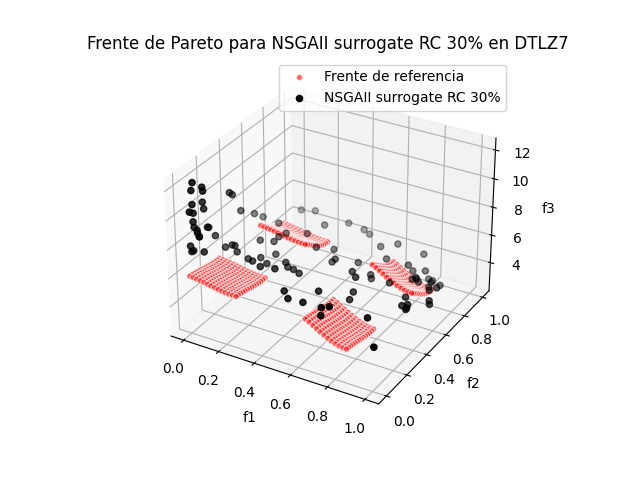 Frente de Pareto para NSGAII surrogate RC 30% en DTLZ7
Frente de referencia
NSGAII surrogate RC 30%
12
10
8
6
4
f3
1.0
0.8
0.6
0.4
0.2
0.0
f2
0.0
0.2
0.4
0.6
0.8
1.0
f1